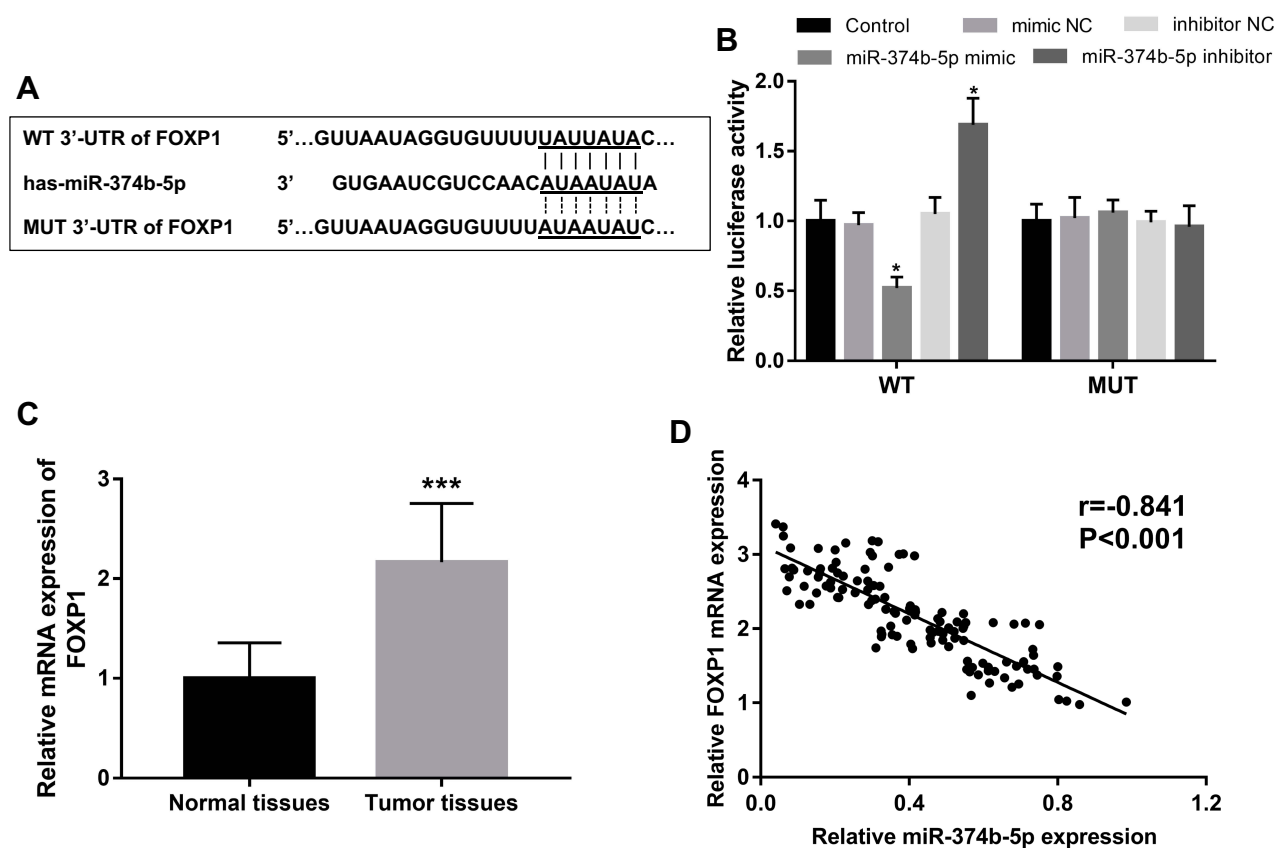 A
WT 3’-UTR of FOXP1 5’…GUUAAUAGGUGUUUUUAUUAUAC…
has-miR-374b-5p 3’ GUGAAUCGUCCAACAUAAUAUA
MUT 3’-UTR of FOXP1 5’…GUUAAUAGGUGUUUUAUAAUAUC…
B
Control mimic NC inhibitor NC
miR-374b-5p mimic miR-374b-5p inhibitor
Relative luciferase activity
2.0
1.5
1.0
0.5
0.0
*
*
WT MUT
C
Relative mRNA expression of
FOXP1
3
2
1
0
***
Normal tissues Tumor tissues
D
Relative FOXP1 mRNA expression
4
3
2
1
0
r=-0.841
P<0.001
0.0 0.4 0.8 1.2
Relative miR-374b-5p expression